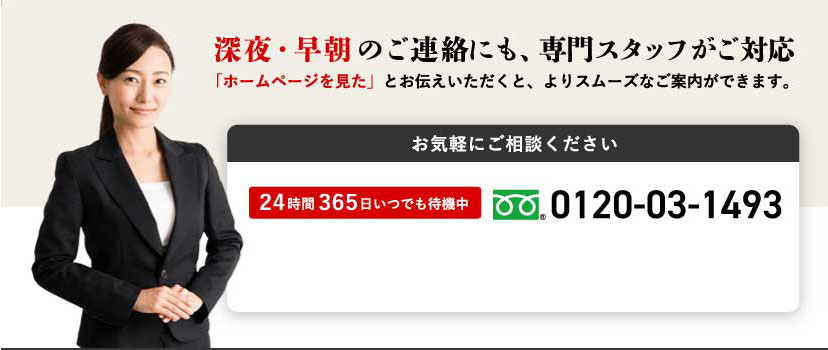 深夜・早朝のご連絡にも、専門スタッフがご対応
「ホームページを見た」とお伝えいただくと、よりスムーズなご案内ができます。
お気軽にご相談ください
24時間365日いつでも待機中 ® 0120-03-1493